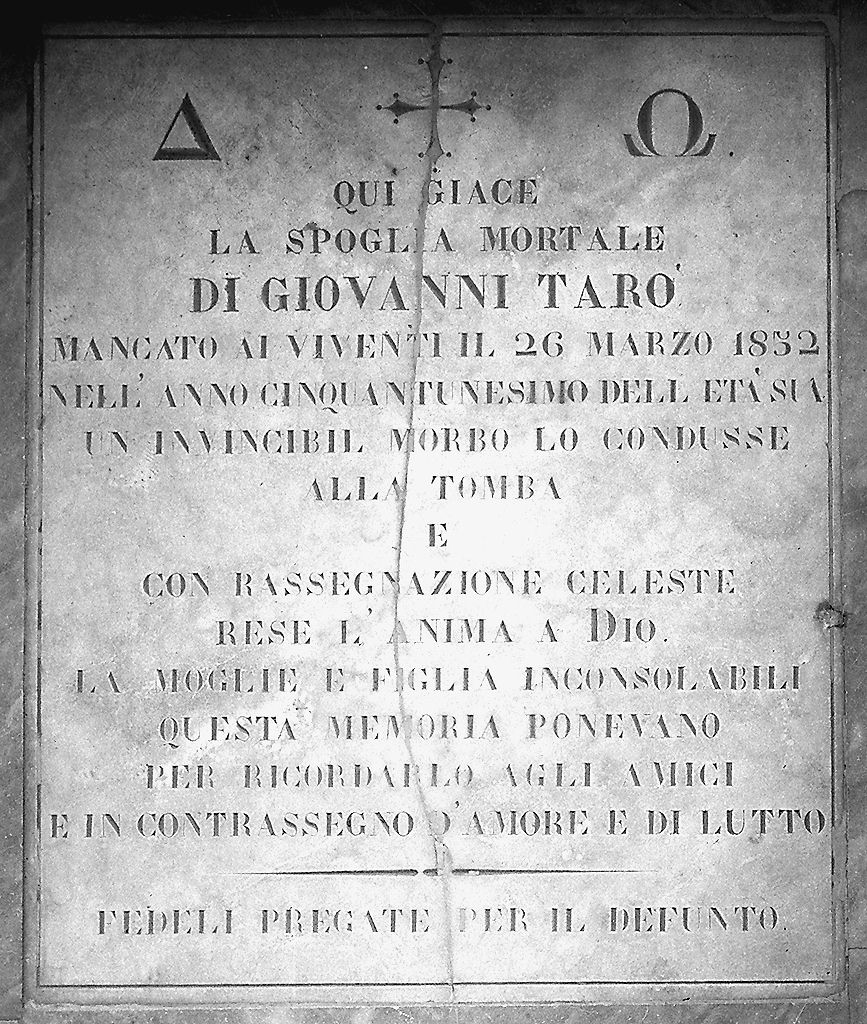 Δ Ω.
QUI GIACE
LA SPOGLIA MORTALE
DI GIOVANNI TARO'
MANCATO AI VIVENTI IL 26 MARZO 1852
NELL' ANNO CINQUANTUNESIMO DELL ETA' SUA
UN INVINCIBIL MORBO LO CONDUSSE
ALLA TOMBA
E
CON RASSEGNAZIONE CELESTE
RESE L' ANIMA A DIO.
LA MOGLIE E FIGLIA INCONSOLABILI
QUESTA MEMORIA PONEVANO
PER RICORDARLO AGLI AMICI
E IN CONTRASSEGNO D'AMORE E DI LUTTO
FEDELI PREGATE PER IL DEFUNTO.